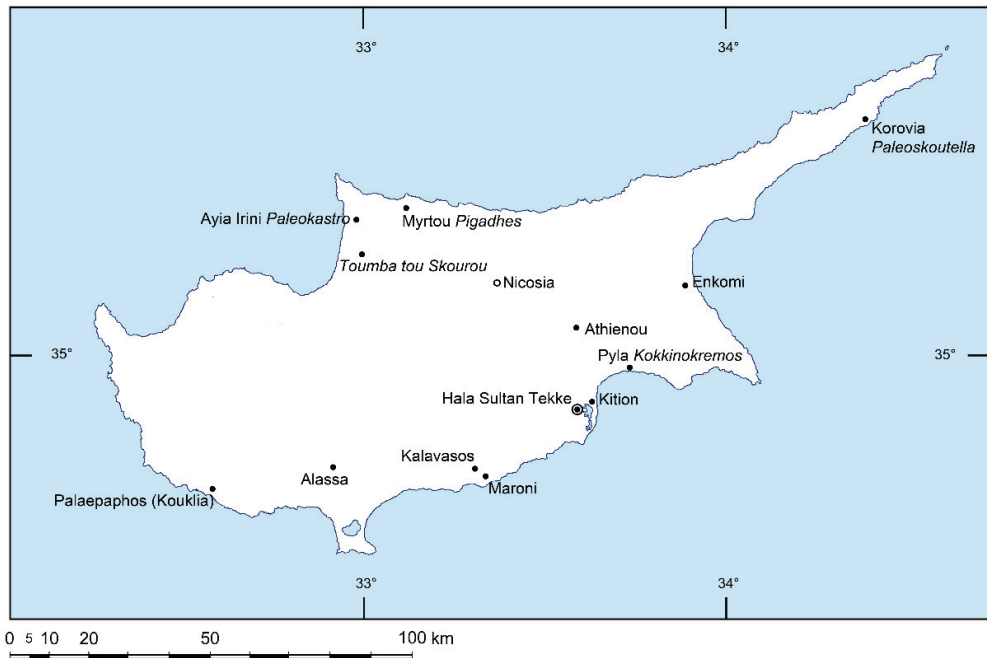 33°
34°
Korovia
Paleoskoutella
Ayia Irini Paleokastro
Myrtou Pigadhes
Toumba tou Skourou
Nicosia
Enkomi
Athienou
35°
Pyla Kokkinokremos
35°
Hala Sultan Tekke
Kition
Kalavasos
Alassa
Maroni
Palaepaphos (Kouklia)
33°
34°
0 5 10 20 50 100 km